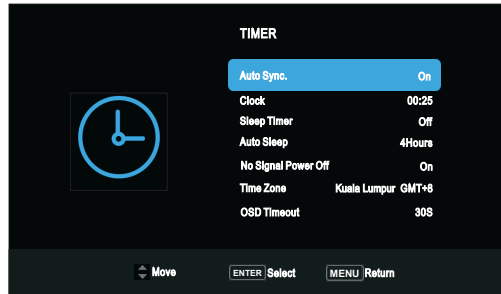 TIMER
Auto Sync. On
Clock 00:25
Sleep Timer Off
Auto Sleep 4Hours
No Signal Power Off On
Time Zone Kuala Lumpur GMT+8
OSD Timeout 30S
Move ENTER Select MENU Return